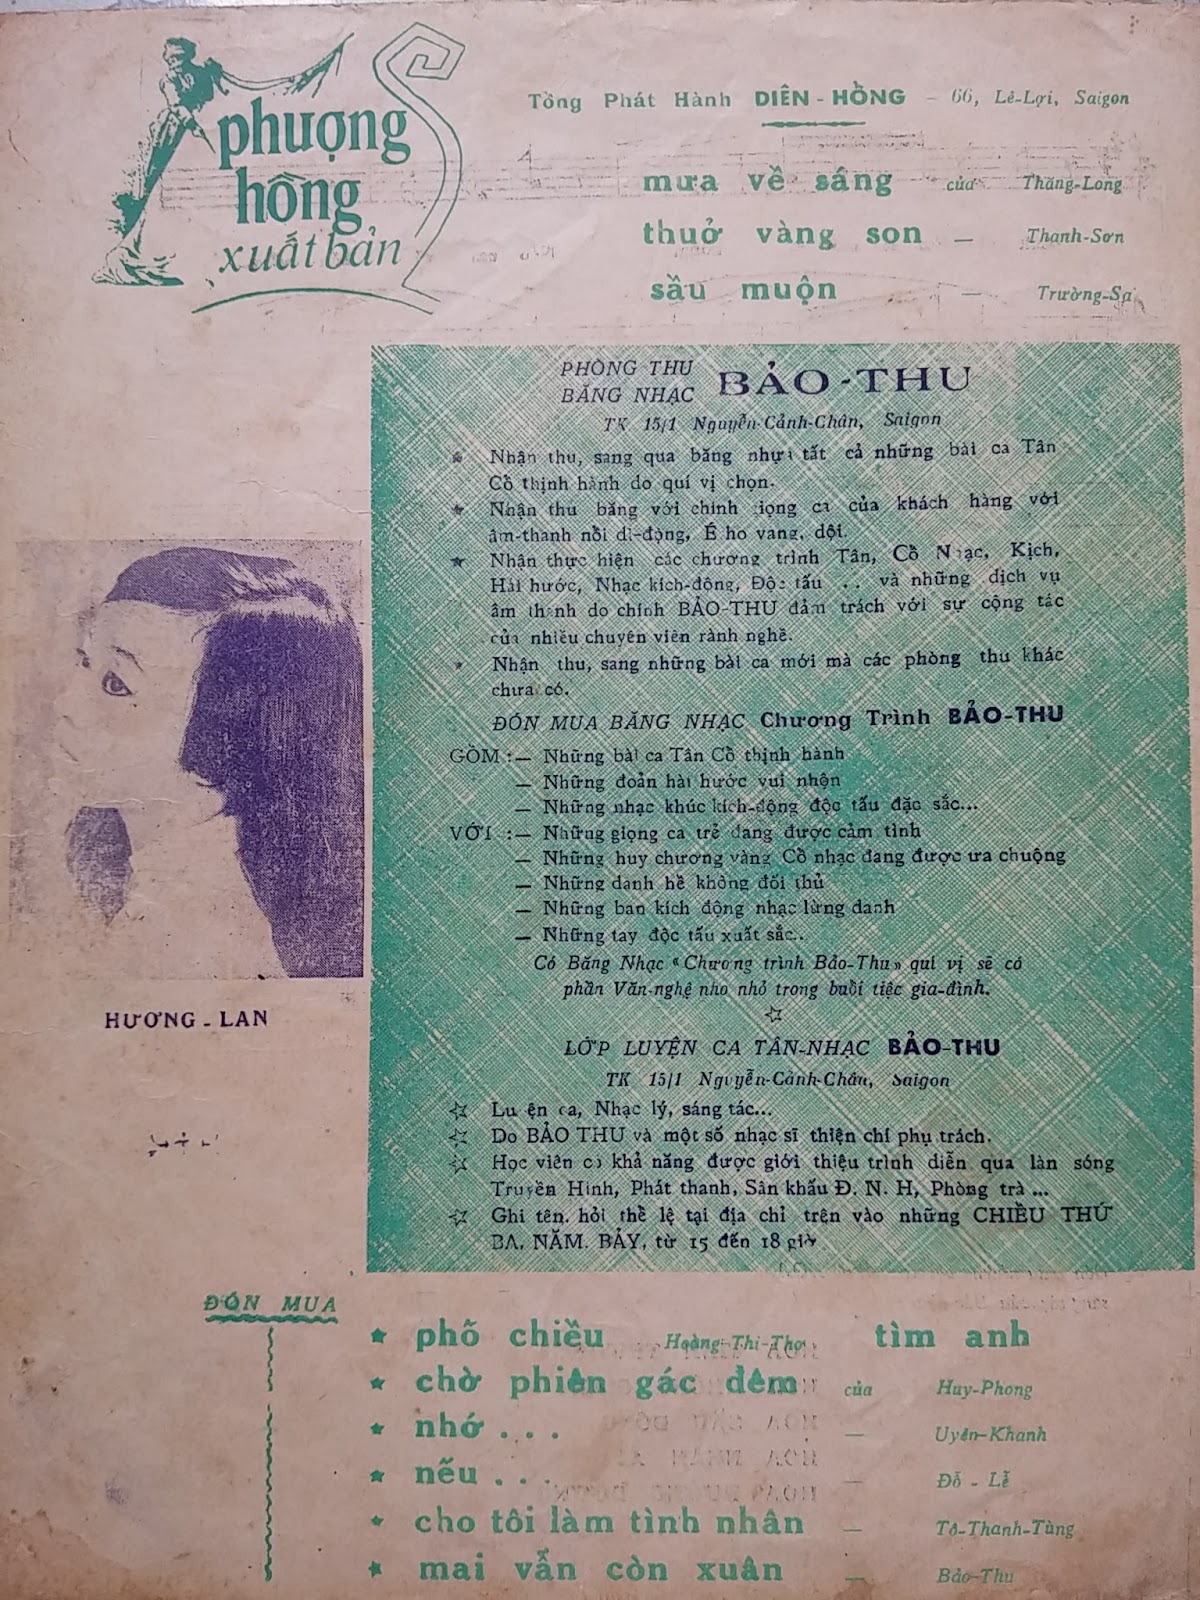 phượng
hồng
xuất bản
Tổng Phát Hành DIÊN - HỒNG – 66, Lê-Lợi, Saigon
mưa về sáng của Thăng-Long
thuở vàng son — Thanh-Sơn
sầu muộn — Trường-Sa
PHÒNG THU
BĂNG NHẠC BẢO-THU
TK 15/1 Nguyễn-Cảnh-Chân, Saigon
★ Nhận thu, sang qua băng nhựa tất cả những bài ca Tân
Cổ thịnh hành do quí vị chọn.
★ Nhận thu băng với chính giọng ca của khách hàng với
âm-thanh nổi di-động, É ho vang, dội.
★ Nhận thực hiện các chương trình Tân, Cổ Nhạc, Kịch,
Hài hước, Nhạc kích-động, Độc tấu . . và những dịch vụ
âm thanh do chính BẢO-THU đảm trách với sự cộng tác
của nhiều chuyên viên rành nghề.
★ Nhận thu, sang những bài ca mới mà các phòng thu khác
chưa có.
ĐÓN MUA BĂNG NHẠC Chương Trình BẢO-THU
GỒM :— Những bài ca Tân Cổ thịnh hành
— Những đoản hài hước vui nhộn
— Những nhạc khúc kích-động độc tấu đặc sắc...
VỚI :— Những giọng ca trẻ đang được cảm tình
— Những huy chương vàng Cổ nhạc đang được ưa chuộng
— Những danh hề không đối thủ
— Những ban kích động nhạc lừng danh
— Những tay độc tấu xuất sắc..
Có Băng Nhạc «Chương trình Bảo-Thu» quí vị sẽ có
phần Văn-nghệ nho nhỏ trong buổi tiệc gia-đình.
☆
HƯƠNG - LAN
LỚP LUYỆN CA TÂN-NHẠC BẢO-THU
TK 15/1 Nguyễn-Cảnh-Chân, Saigon
☆ Luyện ca, Nhạc lý, sáng tác...
☆ Do BẢO THU và một số nhạc sĩ thiện chí phụ trách.
☆ Học viên có khả năng được giới thiệu trình diễn qua làn sóng
Truyền Hình, Phát thanh, Sân khấu Đ. N. H, Phòng trà ...
☆ Ghi tên. hỏi thể lệ tại địa chỉ trên vào những CHIỀU THỨ
BA, NĂM. BẢY, từ 15 đến 18 giờ
ĐÓN MUA
★ phố chiều Hoàng-Thi-Thơ tìm anh
★ chờ phiên gác đêm của Huy-Phong
★ nhớ . . . — Uyên-Khanh
★ nếu . . . — Đỗ - Lễ
★ cho tôi làm tình nhân — Tô-Thanh-Tùng
★ mai vẫn còn xuân — Bảo-Thu